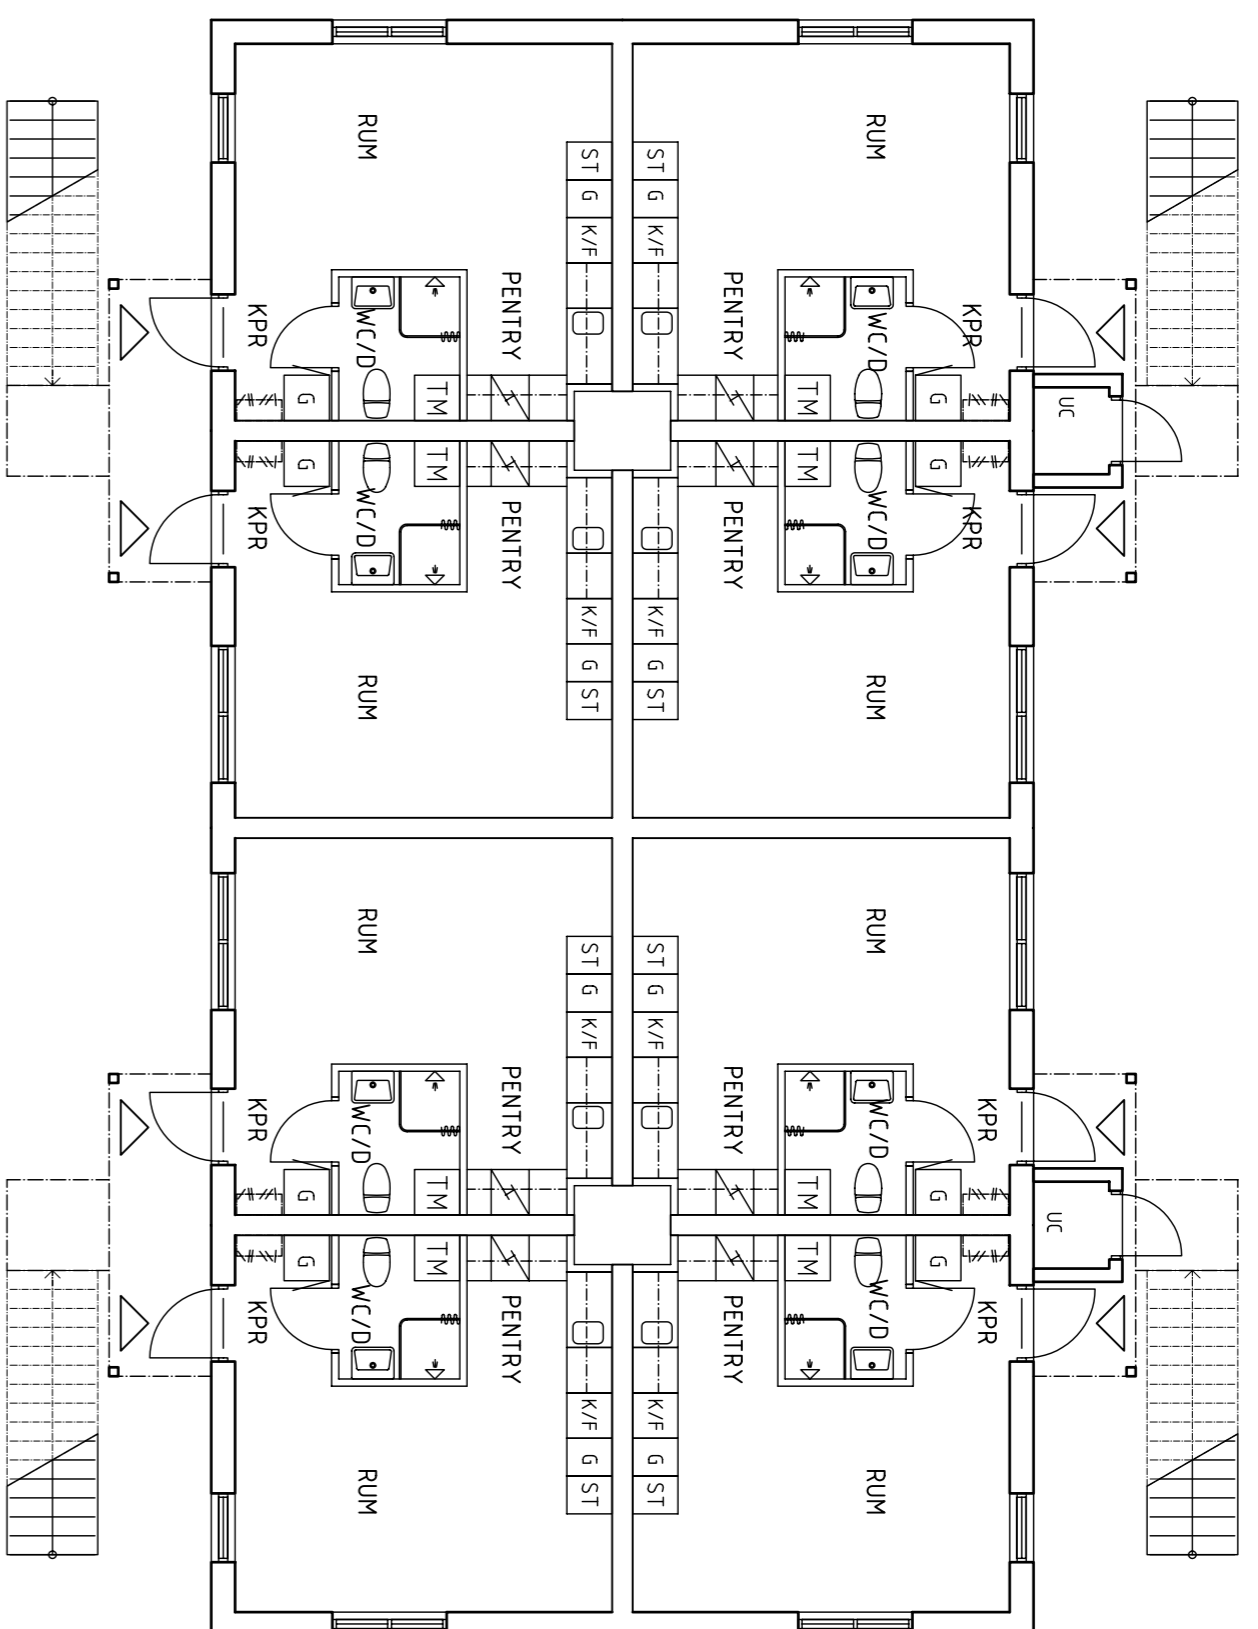 RUM
RUM
ST
ST
G
G
K/F
K/F
KPR
WC/D
PENTRY
PENTRY
WC/D
KPR
G
TM
TM
G
UC
G
TM
TM
G
KPR
WC/D
PENTRY
PENTRY
WC/D
KPR
K/F
K/F
G
G
RUM
ST
ST
RUM
RUM
RUM
ST
ST
G
G
K/F
K/F
KPR
WC/D
PENTRY
PENTRY
WC/D
KPR
G
TM
TM
G
UC
G
TM
TM
G
KPR
WC/D
PENTRY
PENTRY
WC/D
KPR
K/F
K/F
G
G
RUM
ST
ST
RUM